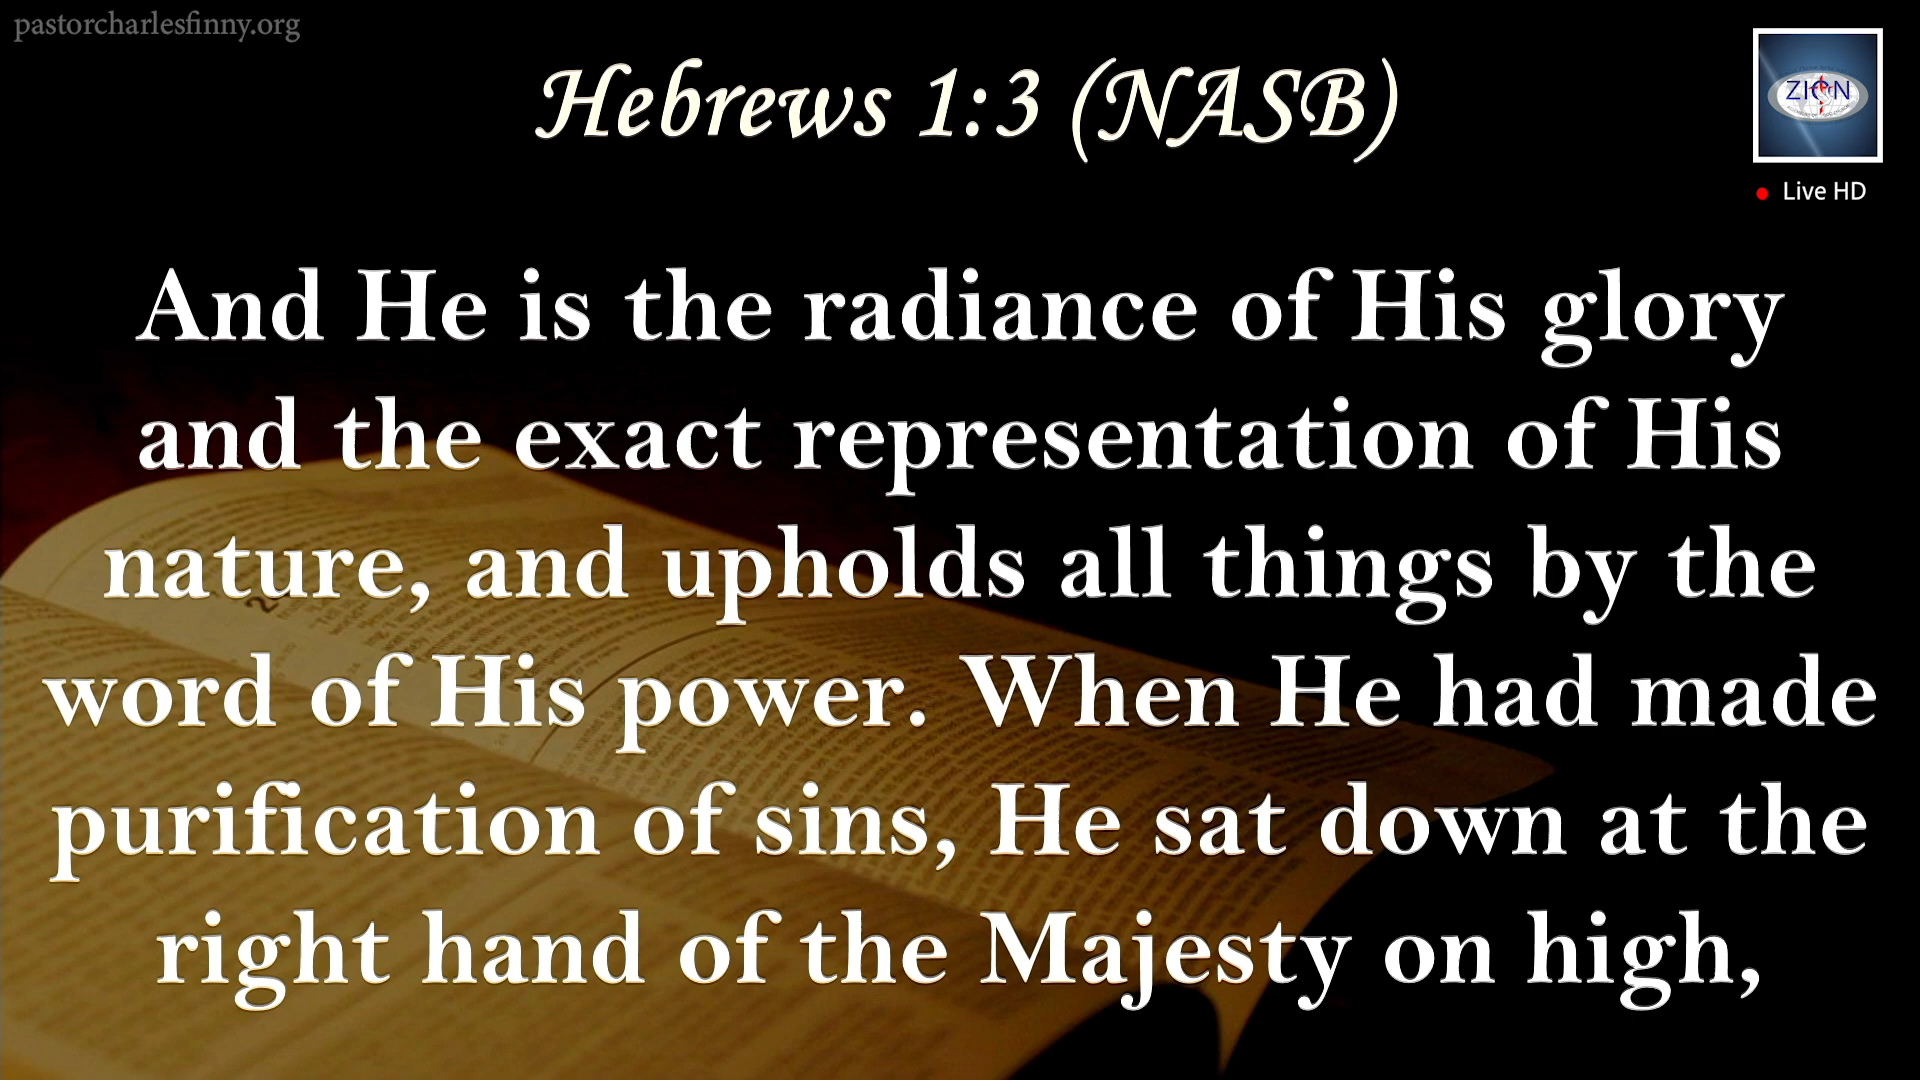 pastorcharlesfinny.org
Hebrews 1:3 (NASB)
ZION
Live HD
And He is the radiance of His glory
and the exact representation of His
nature, and upholds all things by the
word of His power. When He had made
purification of sins, He sat down at the
right hand of the Majesty on high,